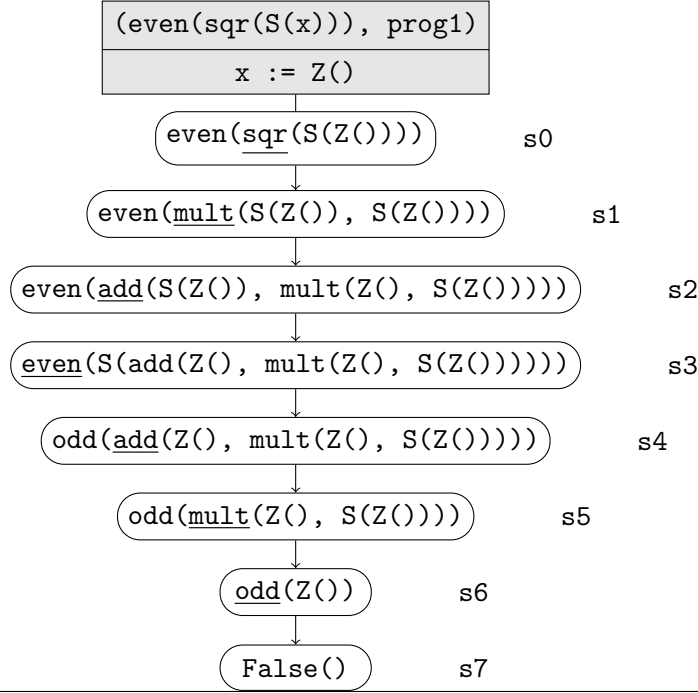 (even(sqr(S(x))), prog1)
x := Z()
even(sqr(S(Z()))) s0
even(mult(S(Z()), S(Z()))) s1
even(add(S(Z()), mult(Z(), S(Z())))) s2
even(S(add(Z(), mult(Z(), S(Z()))))) s3
odd(add(Z(), mult(Z(), S(Z())))) s4
odd(mult(Z(), S(Z()))) s5
odd(Z()) s6
False() s7